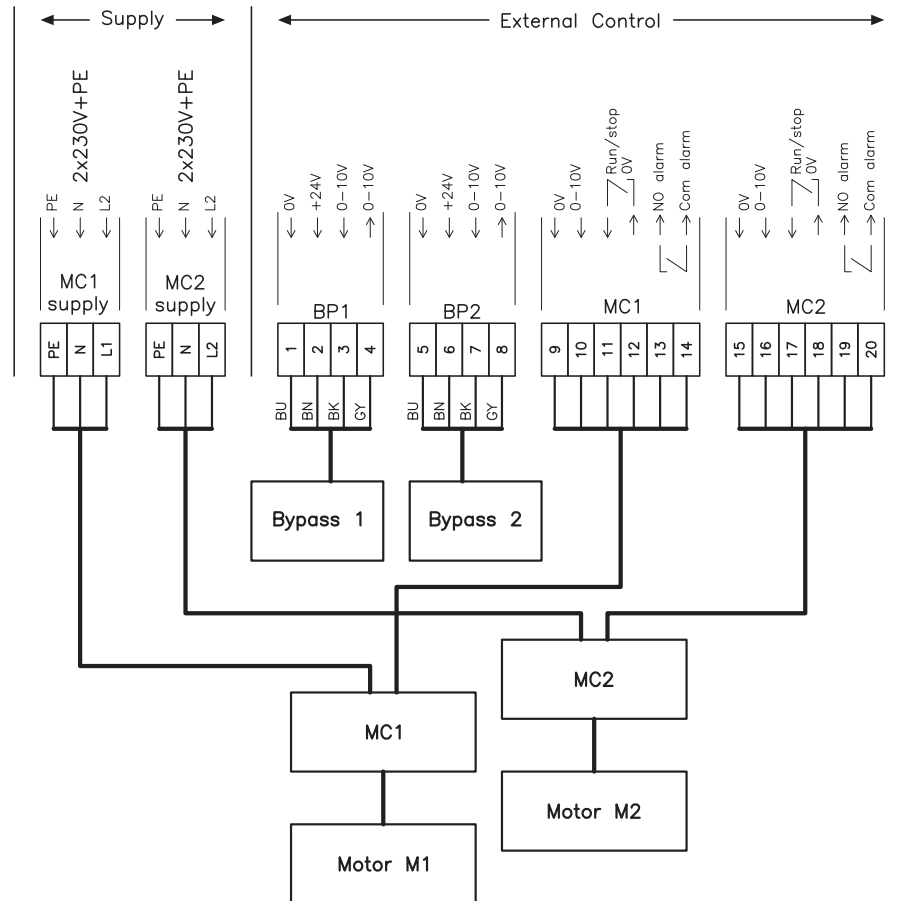 Supply
External Control
2x230V+PE
2x230V+PE
PE
N
L2
PE
N
L2
0V
+24V
0-10V
0-10V
0V
+24V
0-10V
0-10V
0V
0-10V
Run/stop
0V
NO alarm
Com alarm
0V
0-10V
Run/stop
0V
NO alarm
Com alarm
MC1
supply
MC2
supply
BP1
BP2
MC1
MC2
PE
N
L1
PE
N
L2
1
2
3
4
5
6
7
8
9
10
11
12
13
14
15
16
17
18
19
20
BU
BN
BK
GY
BU
BN
BK
GY
Bypass 1
Bypass 2
MC2
MC1
Motor M2
Motor M1